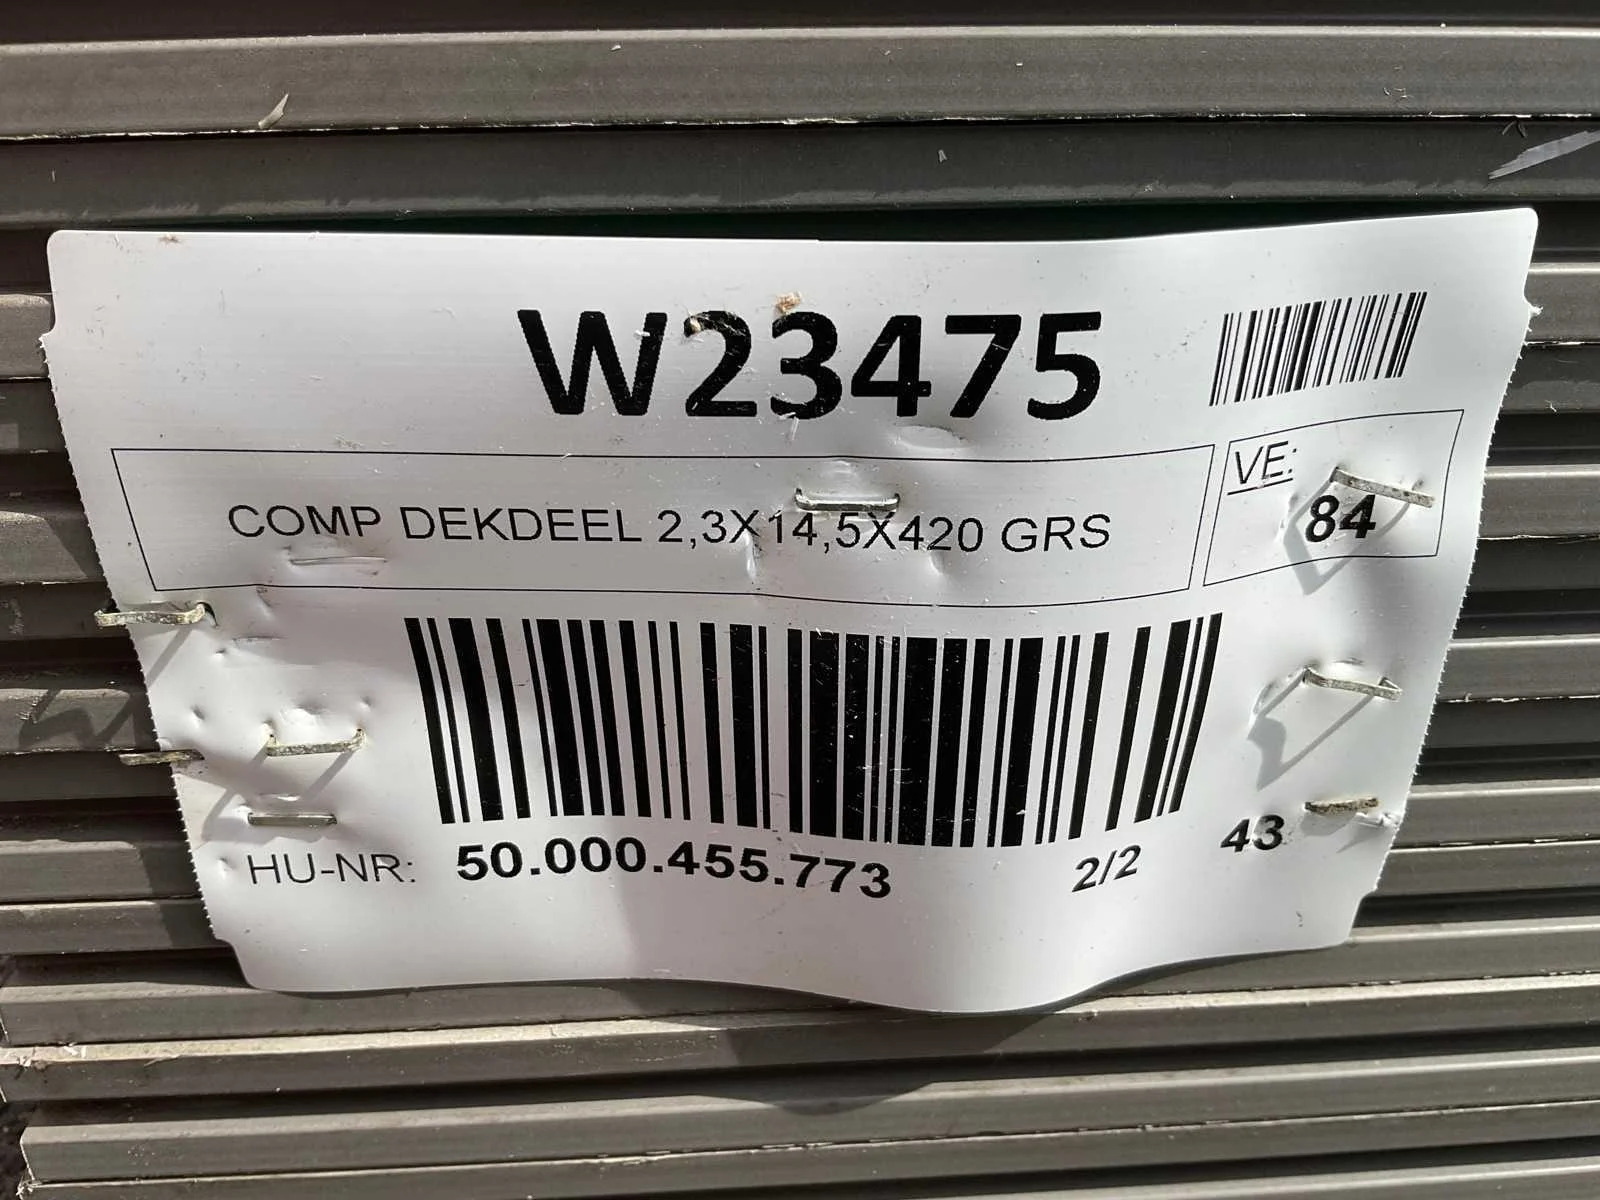 W23475
COMP DEKDEEL 2,3X14,5X420 GRS
VE:
84
HU-NR: 50.000.455.773 2/2 43